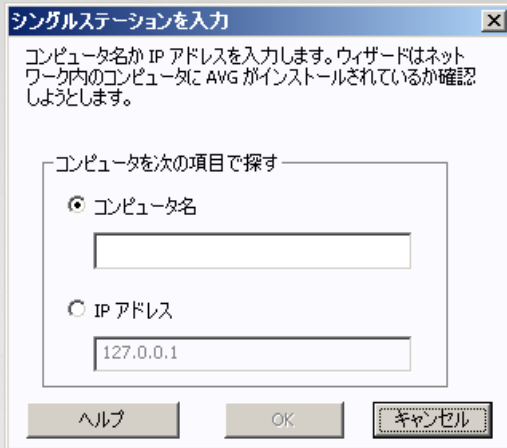 シングルステーションを入力
コンピュータ名か IP アドレスを入力します。ウィザードはネット
ワーク内のコンピュータに AVG がインストールされているか確認
しようとします。
コンピュータを次の項目で探す
コンピュータ名
IP アドレス
127.0.0.1
ヘルプ OK キャンセル